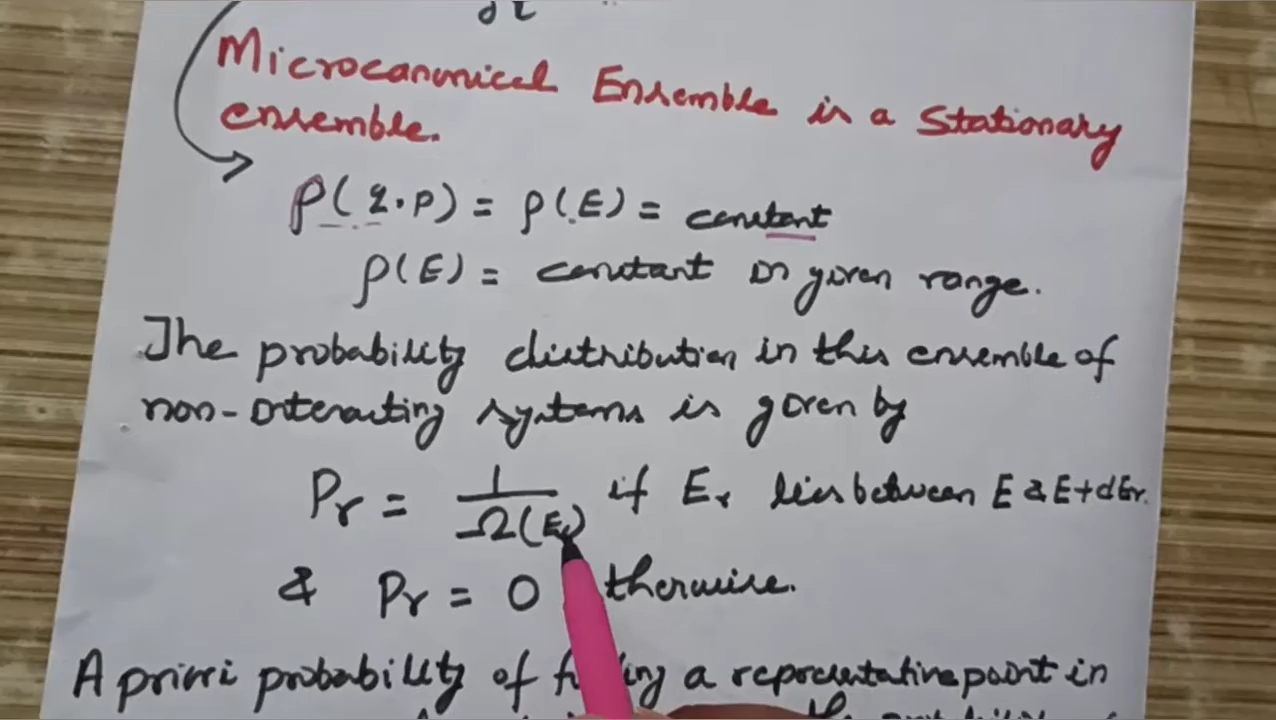 Microcanonical Ensemble is a Stationary
ensemble.
ρ(q.p) = ρ(E) = constant
ρ(E) = constant in given range.
The probability distribution in this ensemble of
non-interacting systems is given by
Pr = 1/Ω(Er) if Er lies between E & E+dEr.
& Pr = 0 otherwise.
A priori probability of finding a representative point in